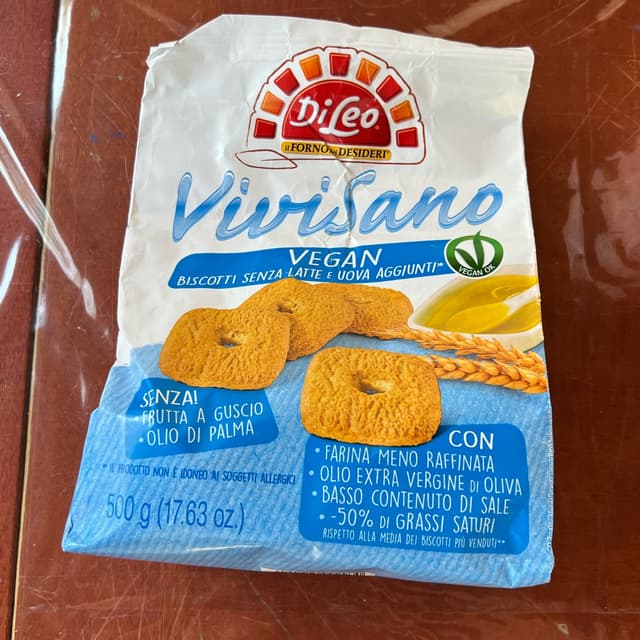 DiLeo
IL FORNO DEI DESIDERI
ViviSano
VEGAN
BISCOTTI SENZA LATTE E UOVA AGGIUNTI*
VEGAN OK
SENZA!
• FRUTTA A GUSCIO
• OLIO DI PALMA
CON
• FARINA MENO RAFFINATA
• OLIO EXTRA VERGINE DI OLIVA
• BASSO CONTENUTO DI SALE
• -50% DI GRASSI SATURI
RISPETTO ALLA MEDIA DEI BISCOTTI PIÙ VENDUTI**
* IL PRODOTTO NON È IDONEO AI SOGGETTI ALLERGICI
500 g (17.63 oz.)